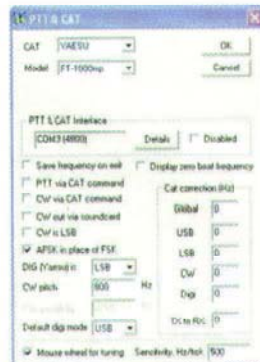 PTT & CAT
CAT YAESU OK
Model FT-1000mp Cancel
PTT & CAT Interface
COM3 (4800) Details Disabled
Save frequency on exit Display zero beat frequency
PTT via CAT command
CW via CAT command
CW out via soundcard
CW is LSB
AFSK in place of FSK
DIG (Yaesu) is LSB
CW pitch 600 Hz
Hz
Default digi mode USB
Cat correction (Hz)
Global 0
USB 0
LSB 0
CW 0
Digi 0
0
Mouse wheel for tuning Sensitivity, Hz/tick 500